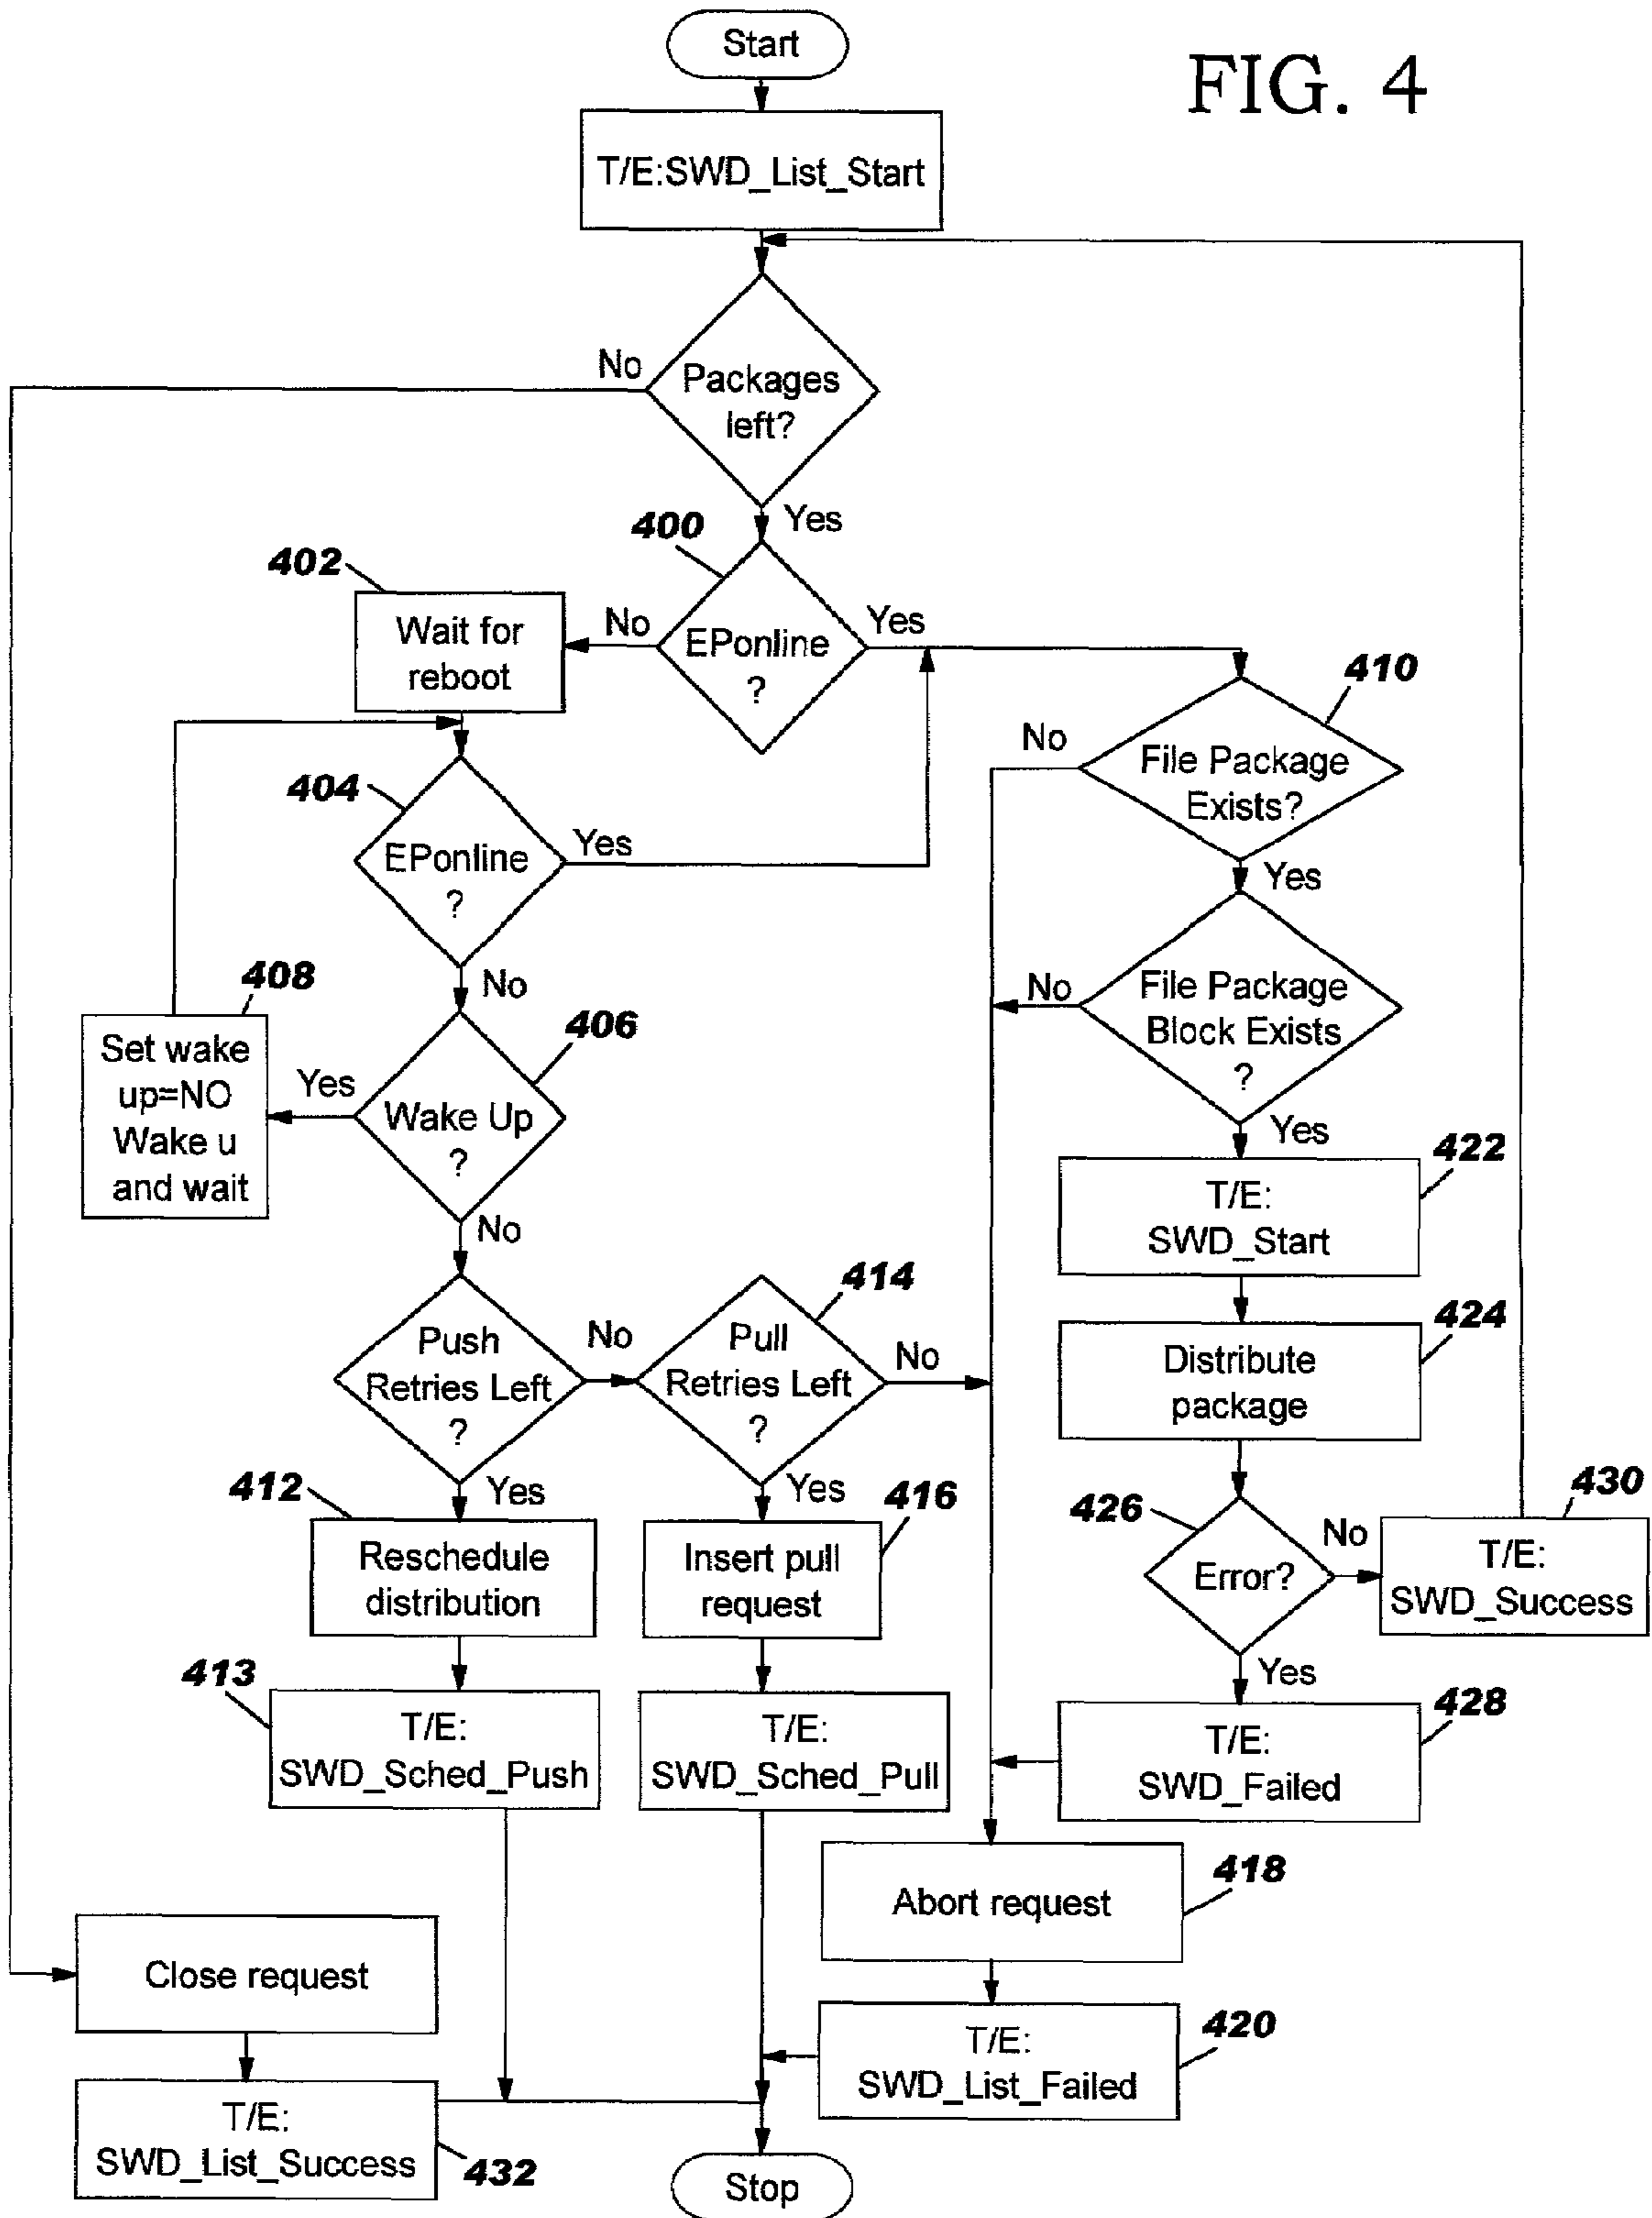 Start
FIG. 4
T/E:SWD_List_Start
No
Packages
left?
Yes
400
402
Wait for
reboot
No
EPonline
?
Yes
410
No
File Package
Exists?
404
EPonline
?
Yes
Yes
No
408
406
No
File Package
Block Exists
?
Set wake
up=NO
Wake u
and wait
Yes
Wake Up
?
Yes
422
T/E:
SWD_Start
No
414
Push
Retries Left
?
No
Pull
Retries Left
?
No
424
Distribute
package
412
Yes
Yes
416
426
Error?
No
430
T/E:
SWD_Success
Reschedule
distribution
Insert pull
request
Yes
413
T/E:
SWD_Sched_Push
T/E:
SWD_Sched_Pull
428
T/E:
SWD_Failed
Abort request
418
Close request
T/E:
SWD_List_Failed
420
T/E:
SWD_List_Success
432
Stop